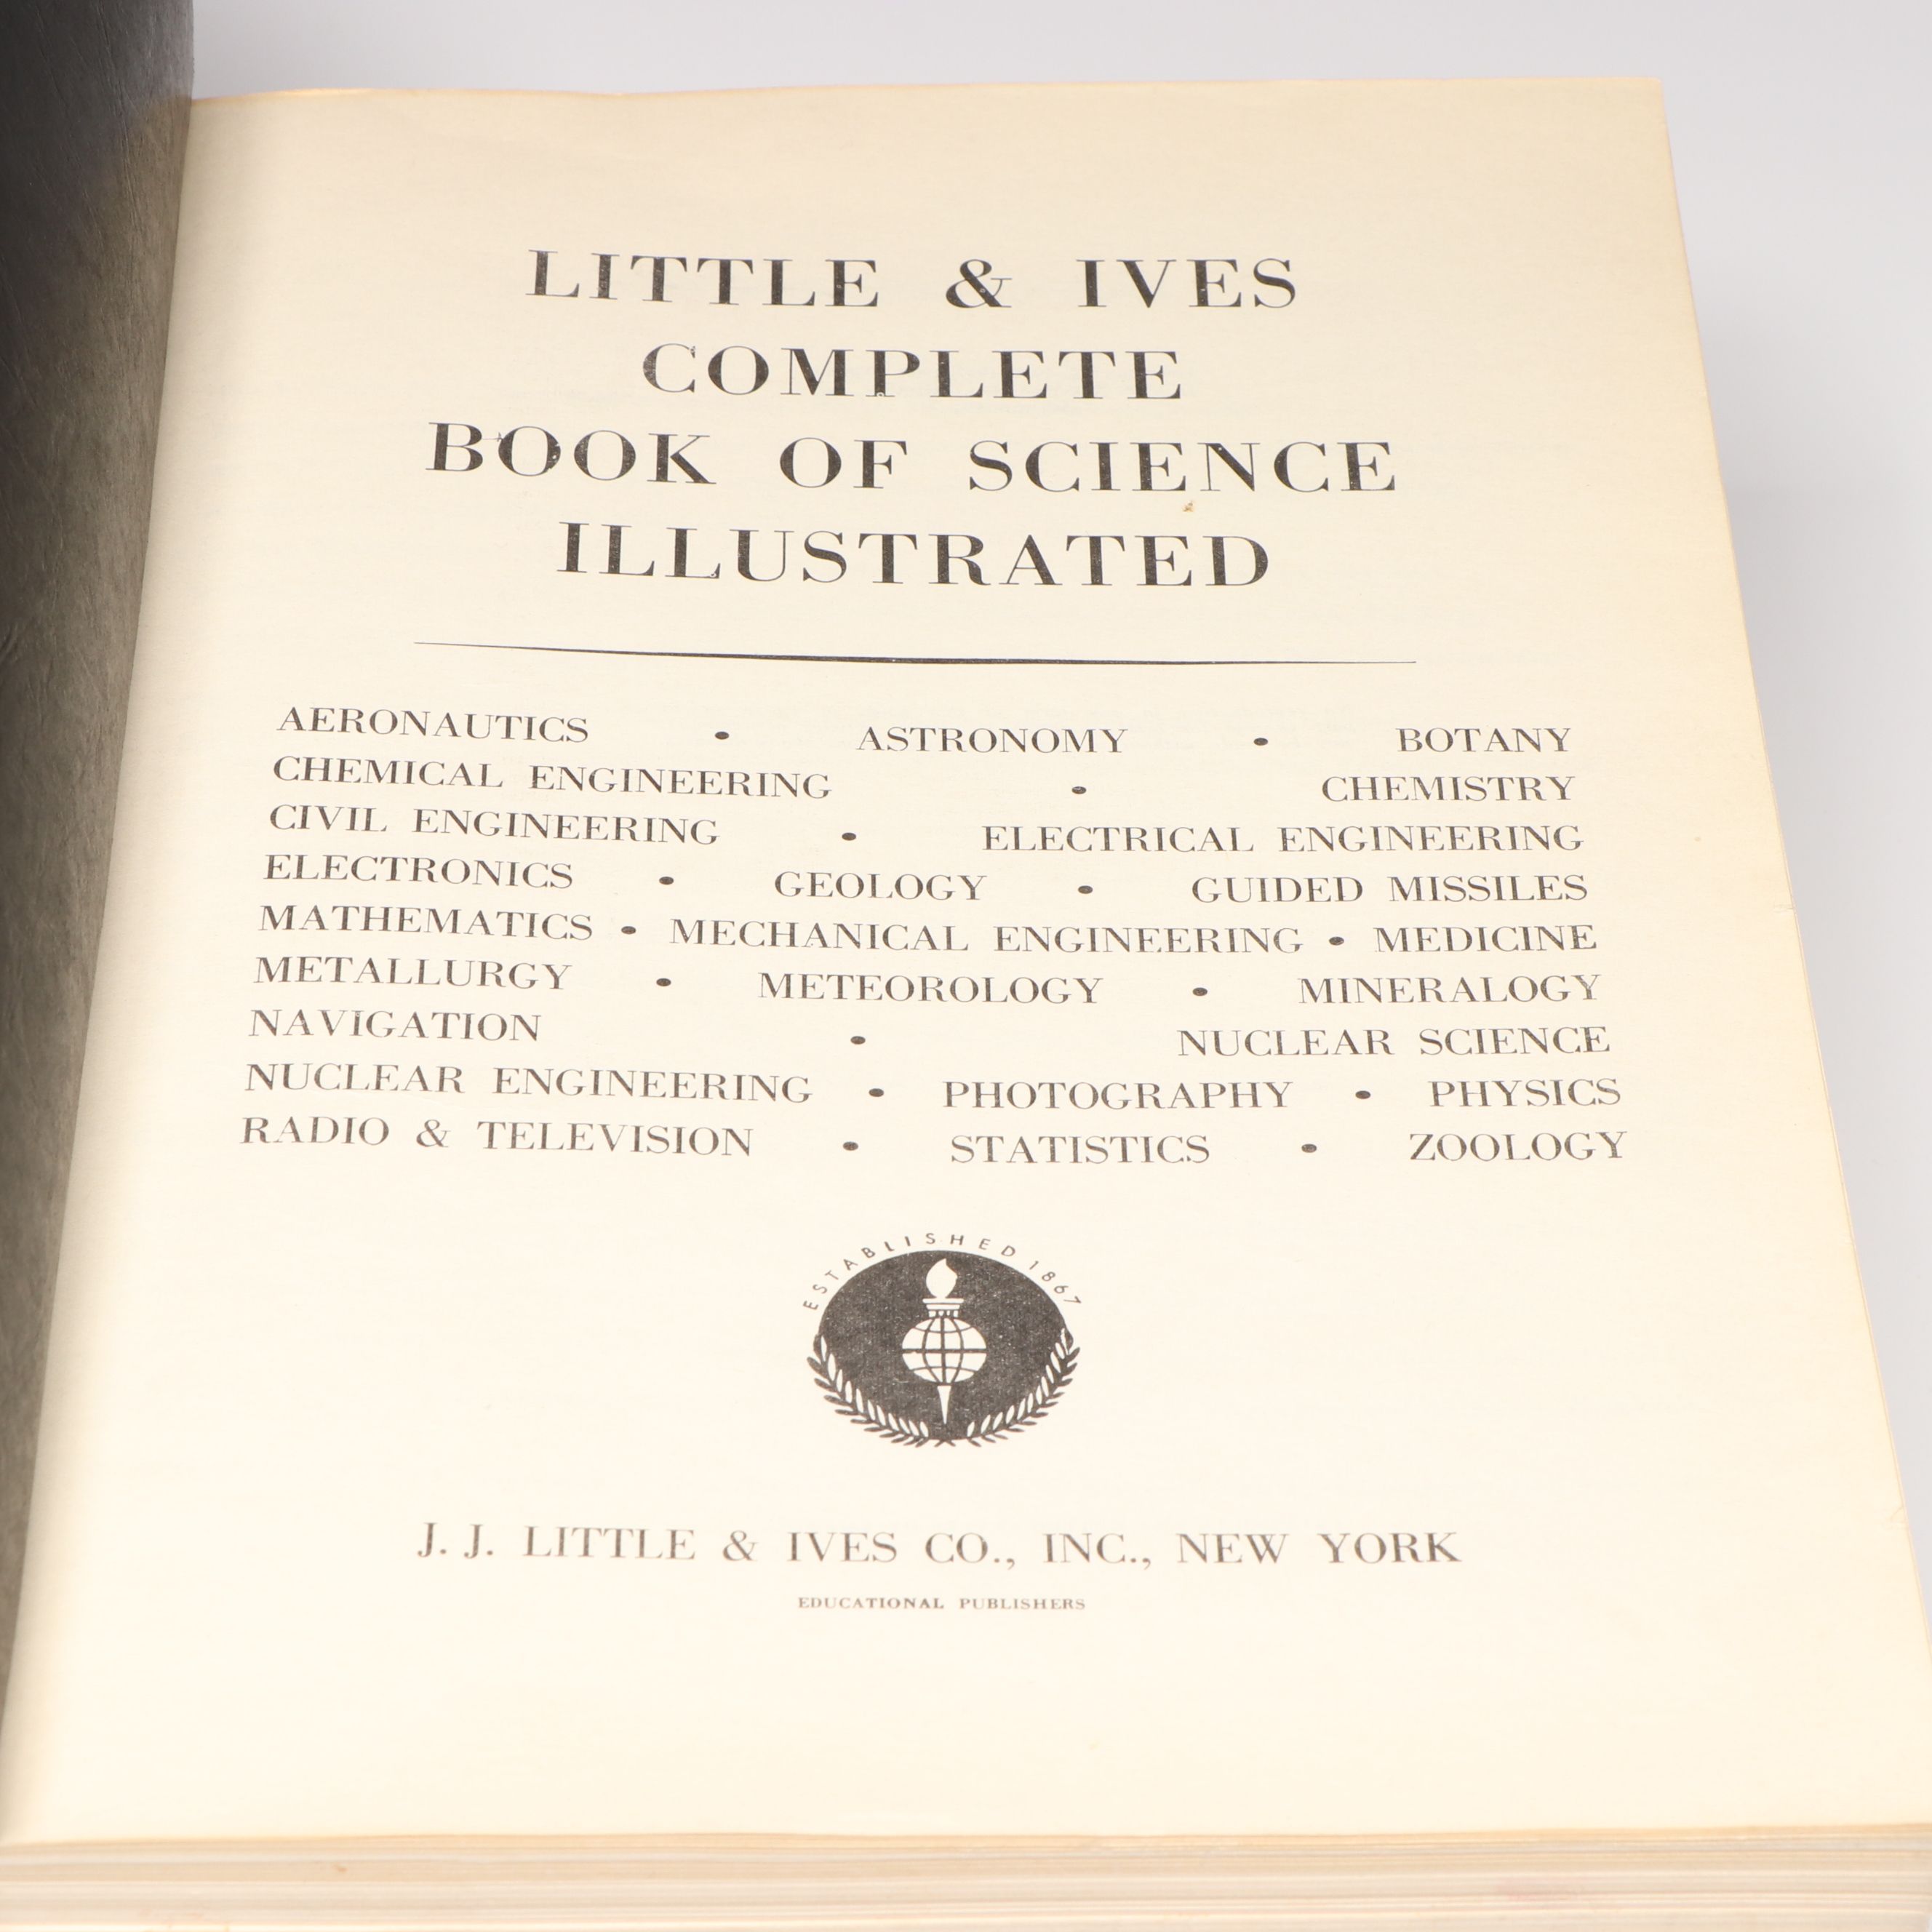 LITTLE & IVES
COMPLETE
BOOK OF SCIENCE
ILLUSTRATED
AERONAUTICS • ASTRONOMY • BOTANY
CHEMICAL ENGINEERING • CHEMISTRY
CIVIL ENGINEERING • ELECTRICAL ENGINEERING
ELECTRONICS • GEOLOGY • GUIDED MISSILES
MATHEMATICS • MECHANICAL ENGINEERING • MEDICINE
METALLURGY • METEOROLOGY • MINERALOGY
NAVIGATION • NUCLEAR SCIENCE
NUCLEAR ENGINEERING • PHOTOGRAPHY • PHYSICS
RADIO & TELEVISION • STATISTICS • ZOOLOGY
ESTABLISHED 1867
J. J. LITTLE & IVES CO., INC., NEW YORK
EDUCATIONAL PUBLISHERS